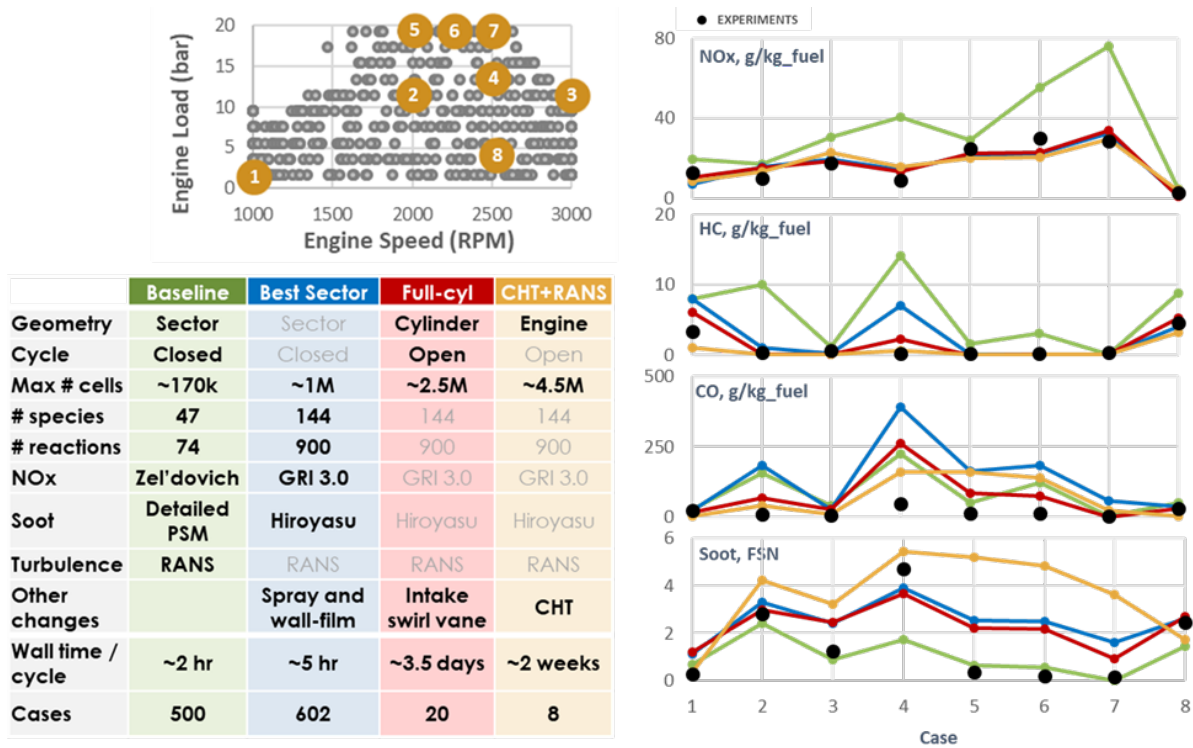 Engine Load (bar)
20
15
10
5
0
5
6
7
4
2
3
8
1
1000
1500
2000
2500
3000
Engine Speed (RPM)
Baseline Best Sector Full-cyl CHT+RANS
Geometry Sector Sector Cylinder Engine
Cycle Closed Closed Open Open
Max # cells ~170k ~1M ~2.5M ~4.5M
# species 47 144 144 144
# reactions 74 900 900 900
NOx Zel'dovich GRI 3.0 GRI 3.0 GRI 3.0
Soot Detailed PSM Hiroyasu Hiroyasu Hiroyasu
Turbulence RANS RANS RANS RANS
Other changes Spray and wall-film Intake swirl vane CHT
Wall time / cycle ~2 hr ~5 hr ~3.5 days ~2 weeks
Cases 500 602 20 8
EXPERIMENTS
NOx, g/kg_fuel
80
40
0
HC, g/kg_fuel
20
10
0
CO, g/kg_fuel
500
250
0
Soot, FSN
6
4
2
0
1 2 3 4 5 6 7 8
Case